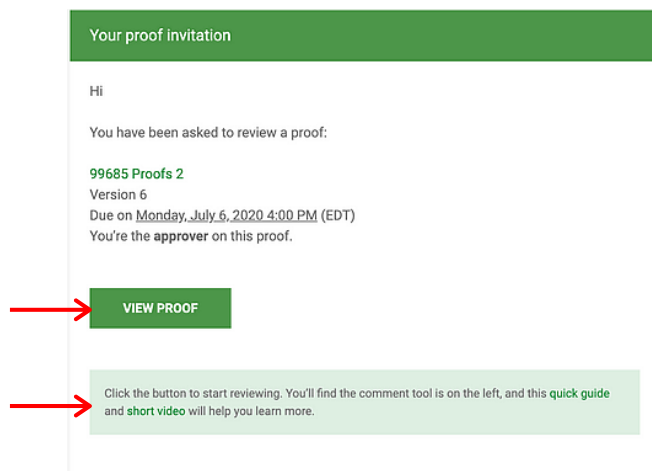 Your proof invitation
Hi
You have been asked to review a proof:
99685 Proofs 2
Version 6
Due on Monday, July 6, 2020 4:00 PM (EDT)
You're the approver on this proof.
VIEW PROOF
Click the button to start reviewing. You'll find the comment tool is on the left, and this quick guide
and short video will help you learn more.